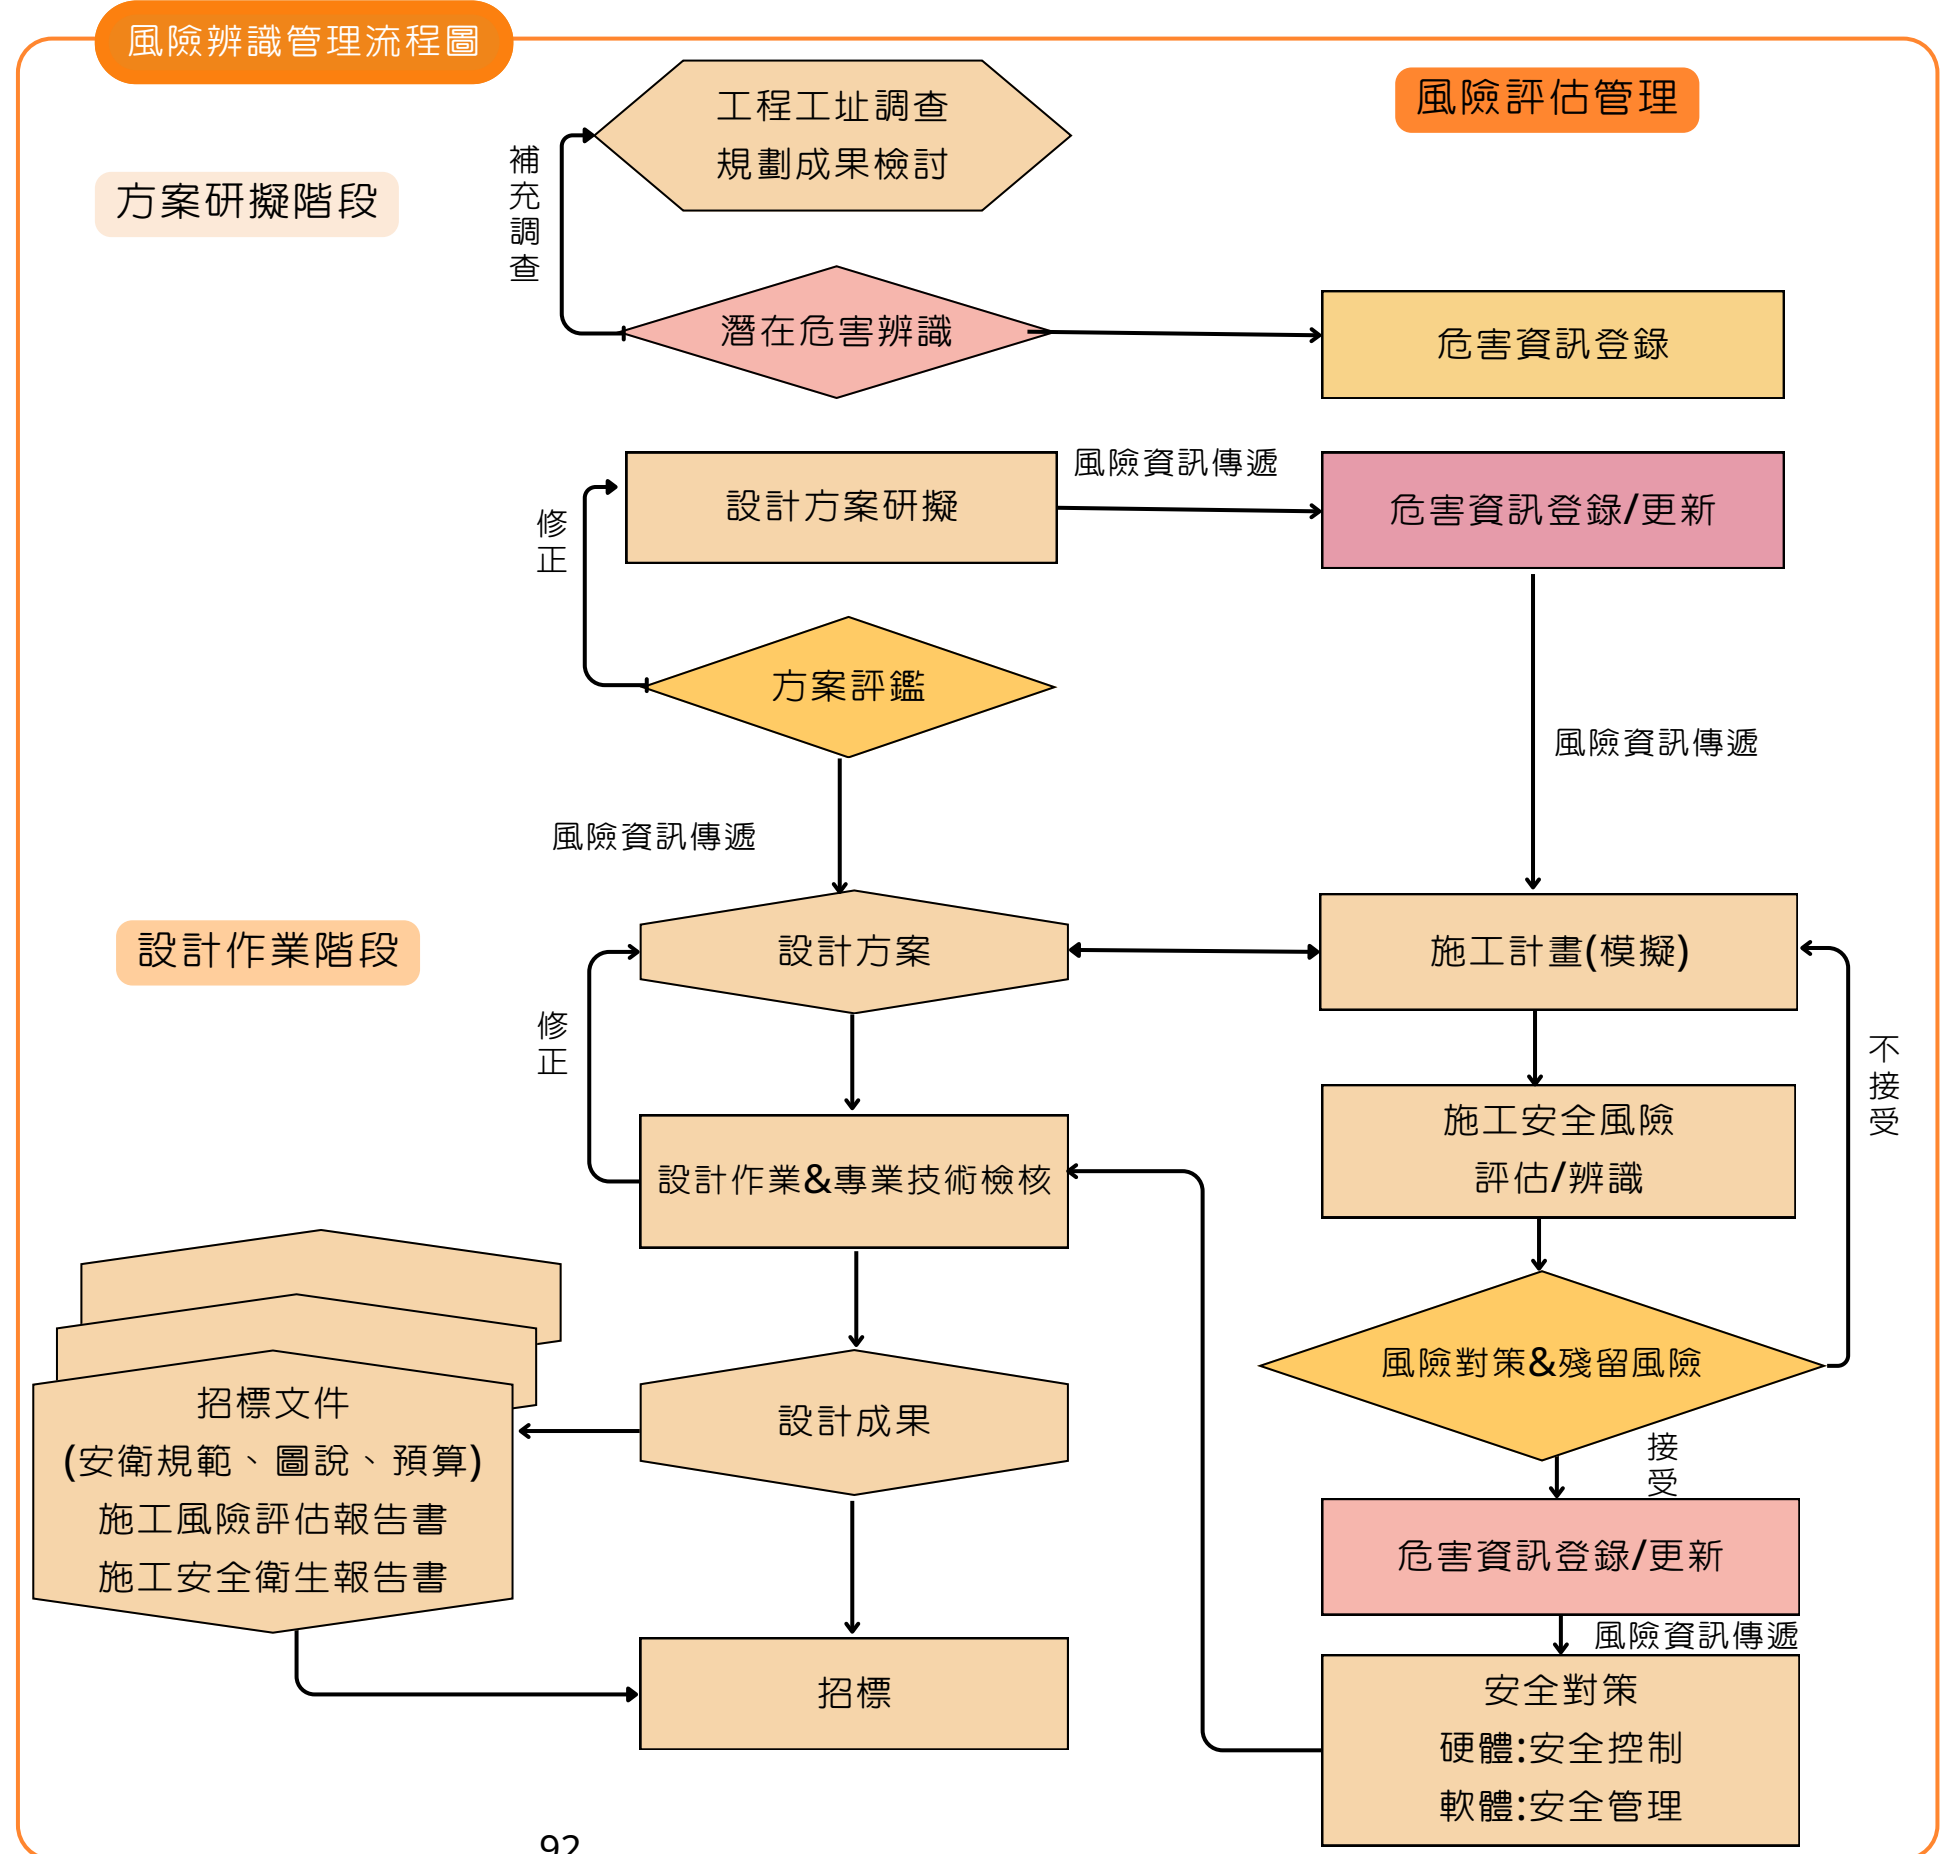 風險辨識管理流程圖
風險評估管理
工程工址調查
規劃成果檢討
補充調查
方案研擬階段
潛在危害辨識
危害資訊登錄
設計方案研擬
風險資訊傳遞
危害資訊登錄/更新
修正
方案評鑑
風險資訊傳遞
風險資訊傳遞
設計作業階段
設計方案
施工計畫(模擬)
修正
不接受
施工安全風險
評估/辨識
設計作業&專業技術檢核
風險對策&殘留風險
接受
招標文件
(安衛規範、圖說、預算)
施工風險評估報告書
施工安全衛生報告書
設計成果
危害資訊登錄/更新
風險資訊傳遞
招標
安全對策
硬體:安全控制
軟體:安全管理
92